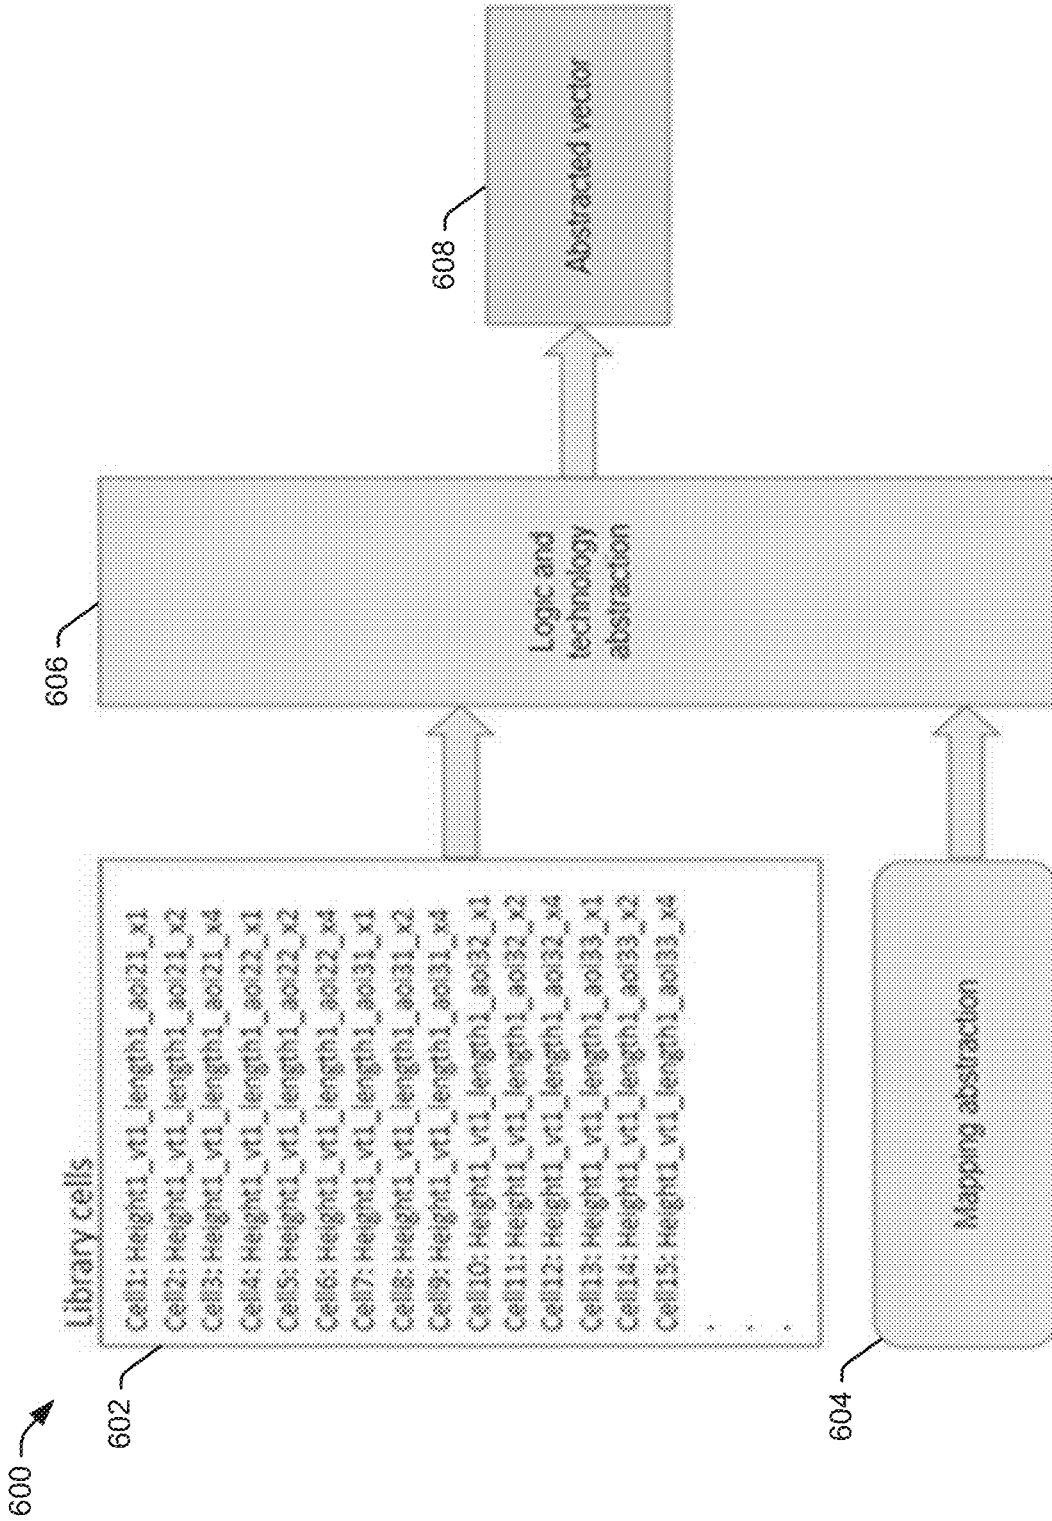 600
Library cells
602
Cell1: Height1_vt1_length1_aoi21_x1
Cell2: Height1_vt1_length1_aoi21_x2
Cell3: Height1_vt1_length1_aoi21_x4
Cell4: Height1_vt1_length1_aoi22_x1
Cell5: Height1_vt1_length1_aoi22_x2
Cell6: Height1_vt1_length1_aoi22_x4
Cell7: Height1_vt1_length1_aoi31_x1
Cell8: Height1_vt1_length1_aoi31_x2
Cell9: Height1_vt1_length1_aoi31_x4
Cell10: Height1_vt1_length1_aoi32_x1
Cell11: Height1_vt1_length1_aoi32_x2
Cell12: Height1_vt1_length1_aoi32_x4
Cell13: Height1_vt1_length1_aoi33_x1
Cell14: Height1_vt1_length1_aoi33_x2
Cell15: Height1_vt1_length1_aoi33_x4
.
.
.
604
Mapping abstraction
606
Logic and
technology
abstraction
608
Abstracted vector